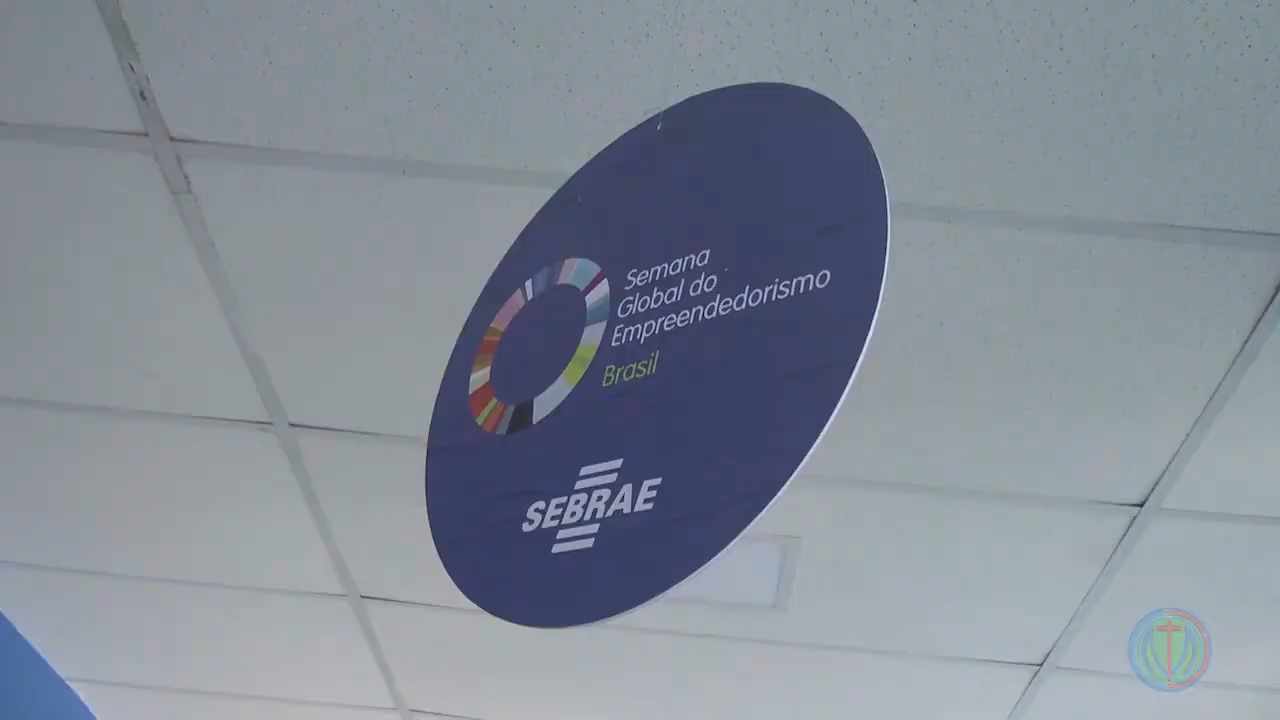 Semana
Global do
Empreendedorismo
Brasil
SEBRAE